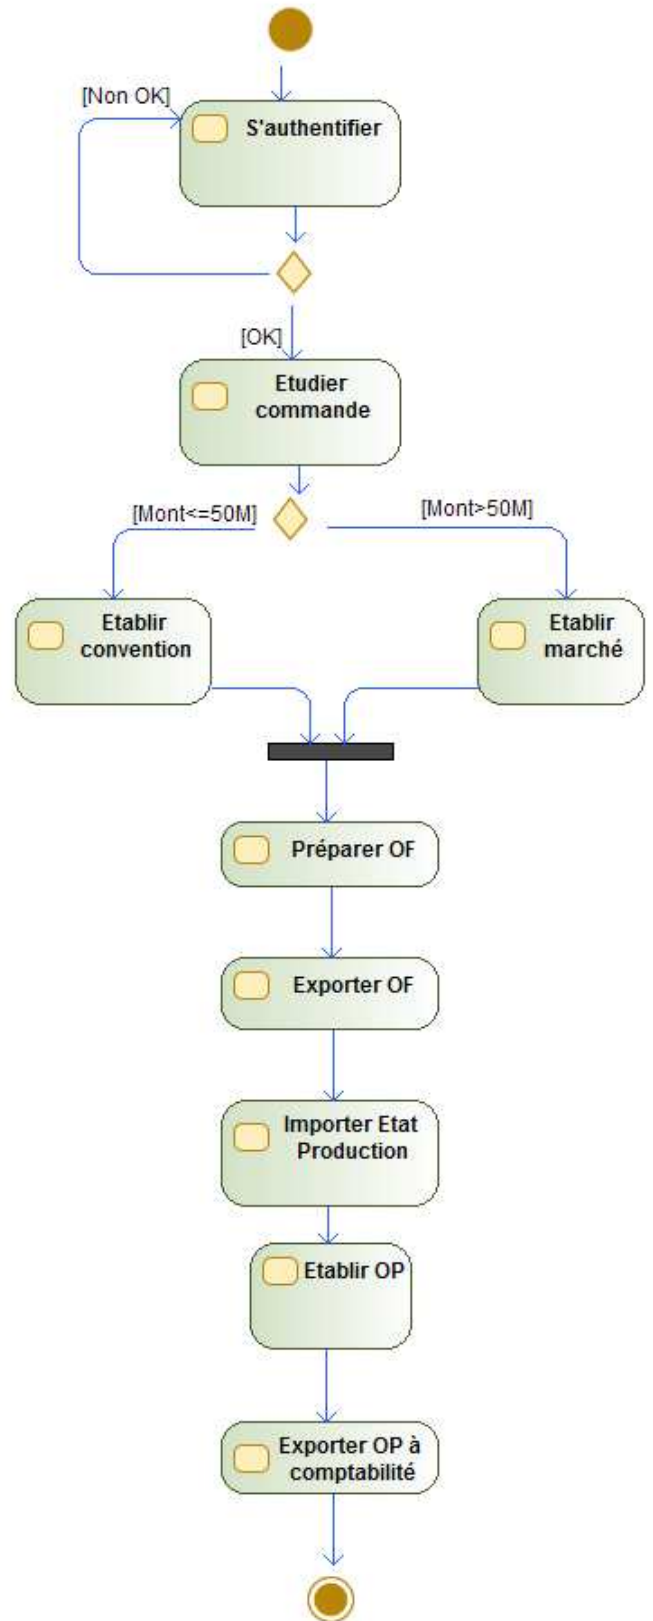 [Non OK]
S'authentifier
[OK]
Etudier
commande
[Mont<=50M]
[Mont>50M]
Etablir
convention
Etablir
marché
Préparer OF
Exporter OF
Importer Etat
Production
Etablir OP
Exporter OP à
comptabilité